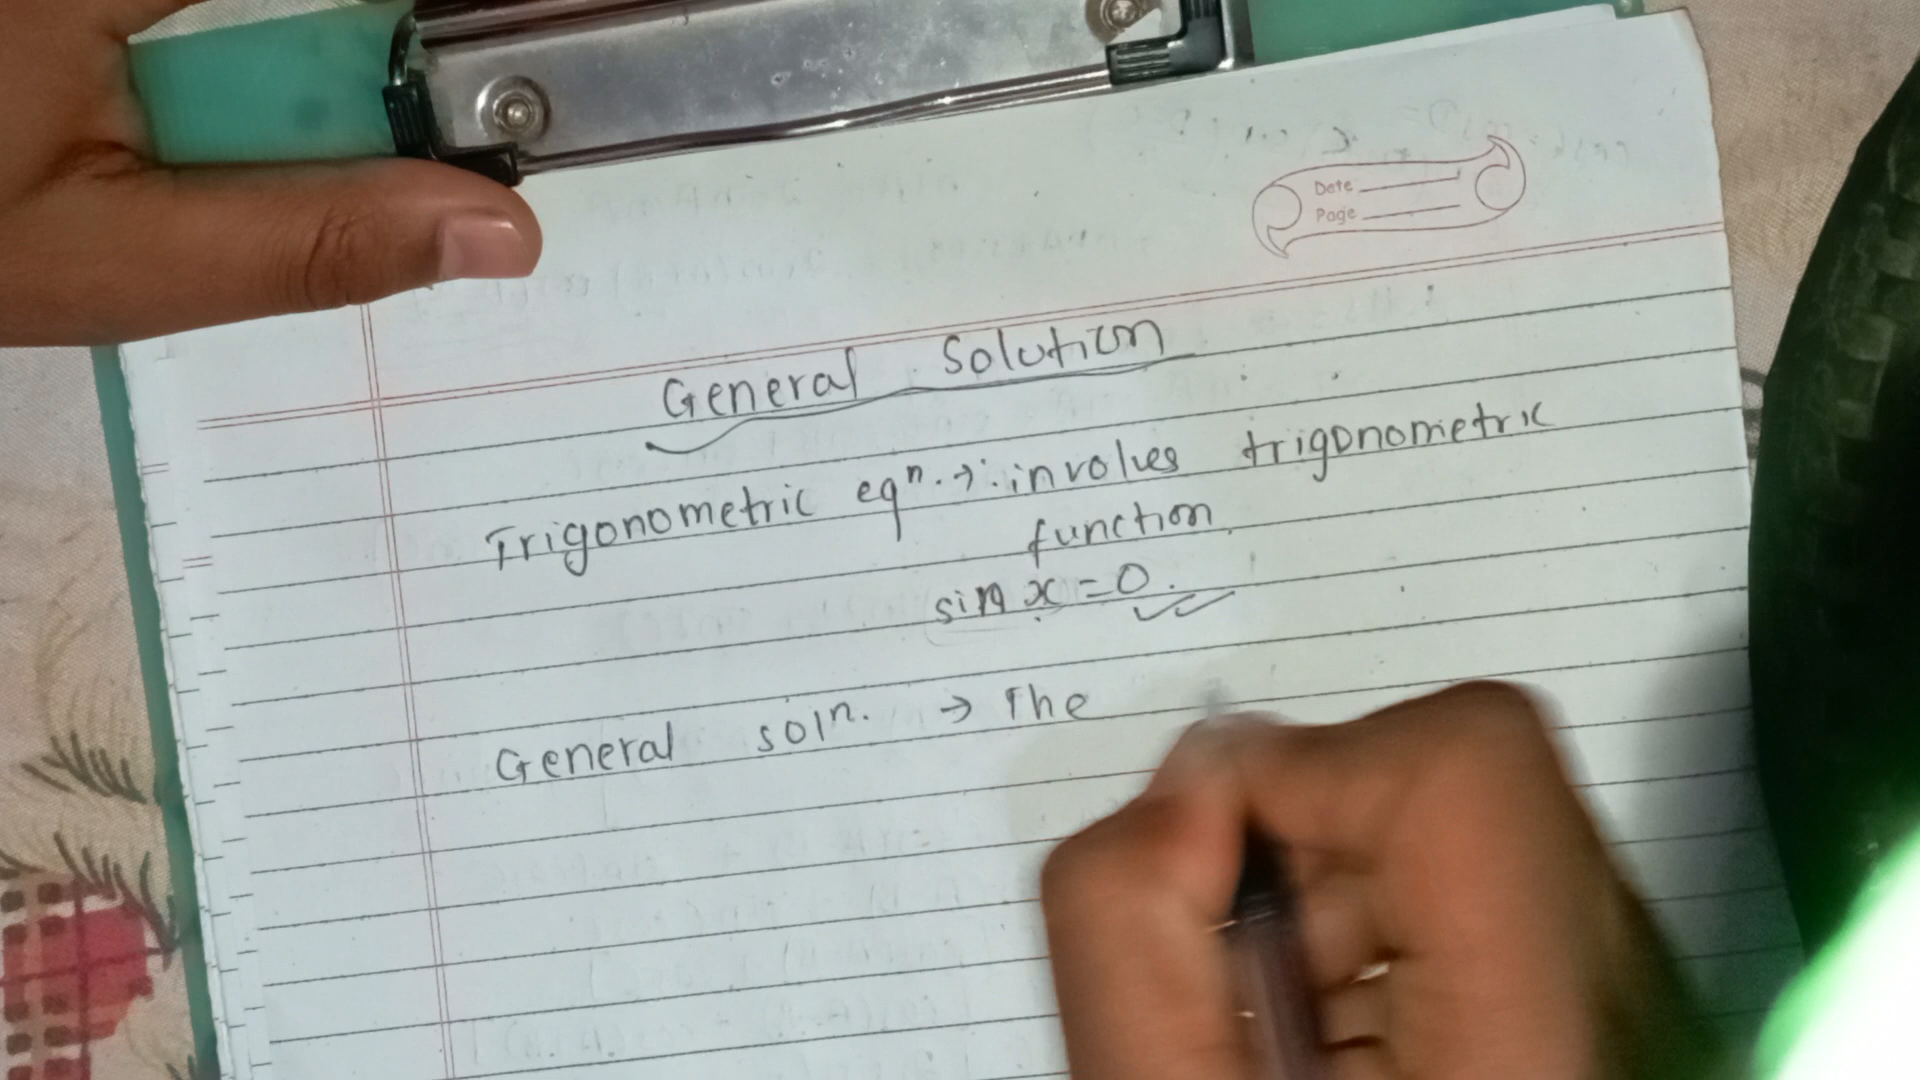 Date
Page
General Solution
Trigonometric eqⁿ. → involves trigonometric
function.
sin x = 0.
General solⁿ. → The